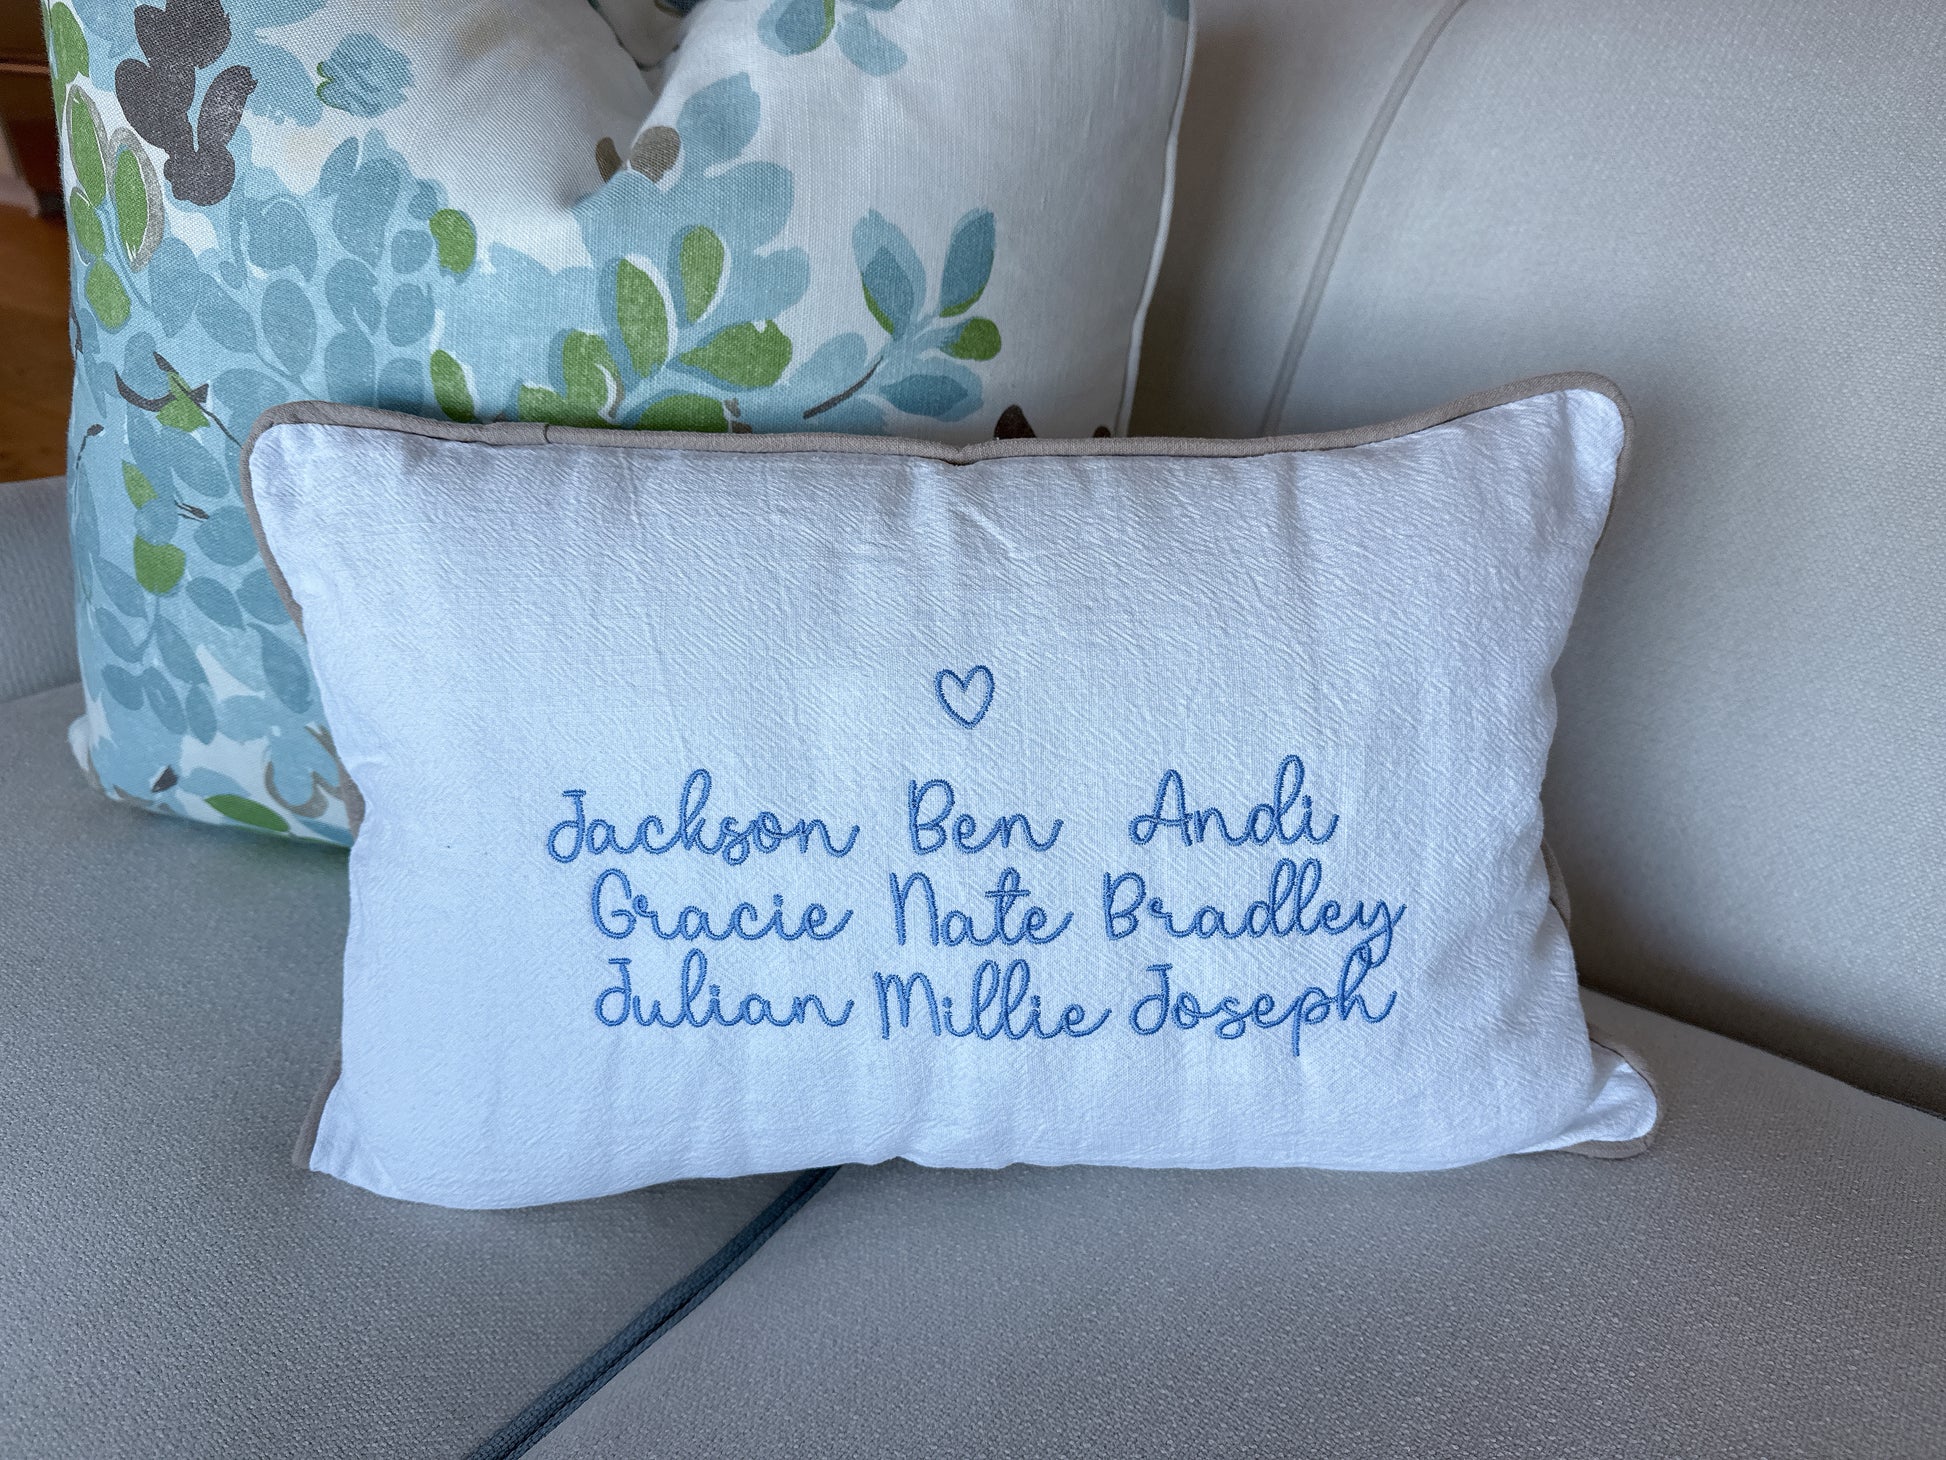 Jackson Ben Andi
Gracie Nate Bradley
Julian Millie Joseph